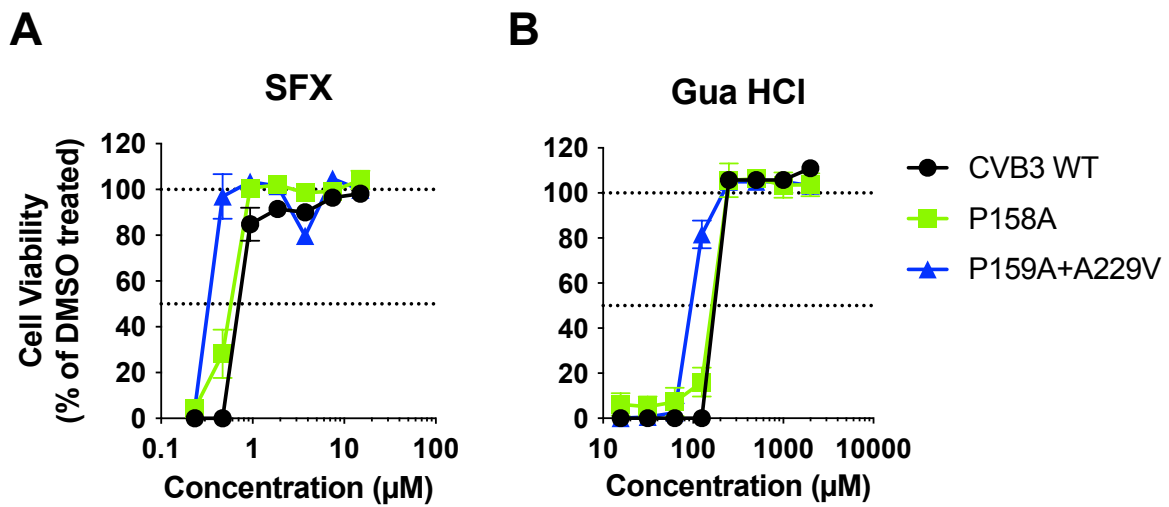 A
B
SFX
Gua HCl
Cell Viability
(% of DMSO treated)
120
100
80
60
40
20
0
0.1
1
10
100
Concentration (µM)
120
100
80
60
40
20
0
10
100
1000
10000
Concentration (µM)
CVB3 WT
P158A
P159A+A229V